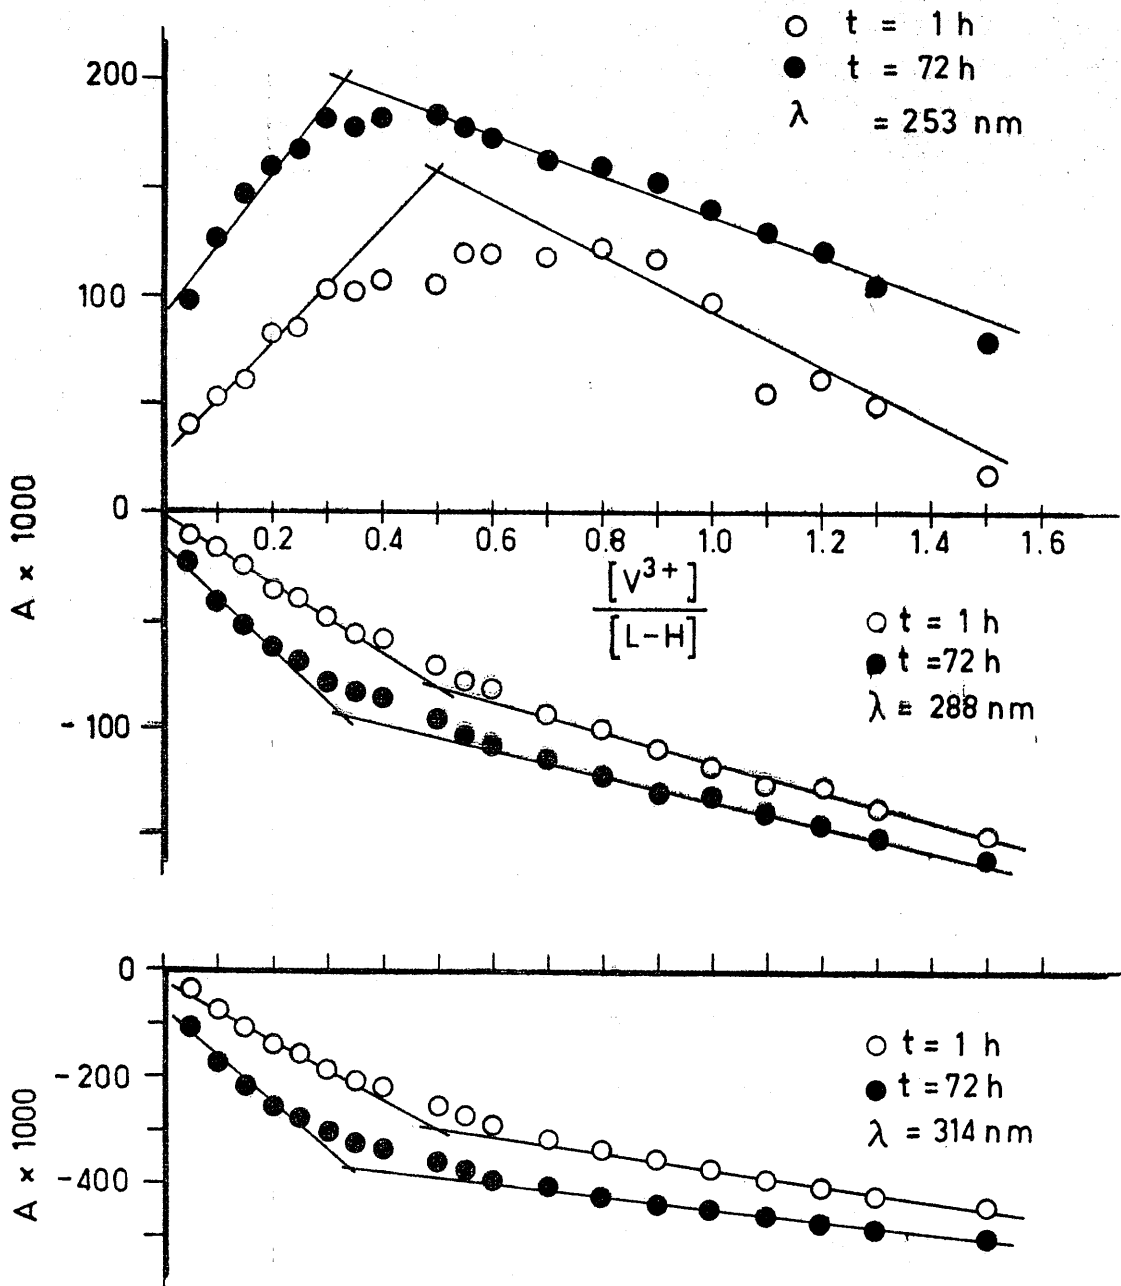 t = 1 h
t = 72 h
λ = 253 nm
200
100
0
A × 1000
0.2 0.4 0.6 0.8 1.0 1.2 1.4 1.6
[V³⁺]
[L-H]
t = 1 h
t = 72 h
λ = 288 nm
- 100
0
-200
-400
A × 1000
t = 1 h
t = 72 h
λ = 314 nm